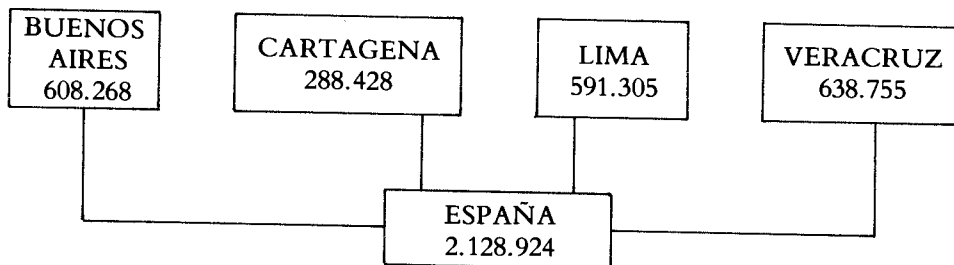 BUENOS
AIRES
608.268
CARTAGENA
288.428
LIMA
591.305
VERACRUZ
638.755
ESPAÑA
2.128.924